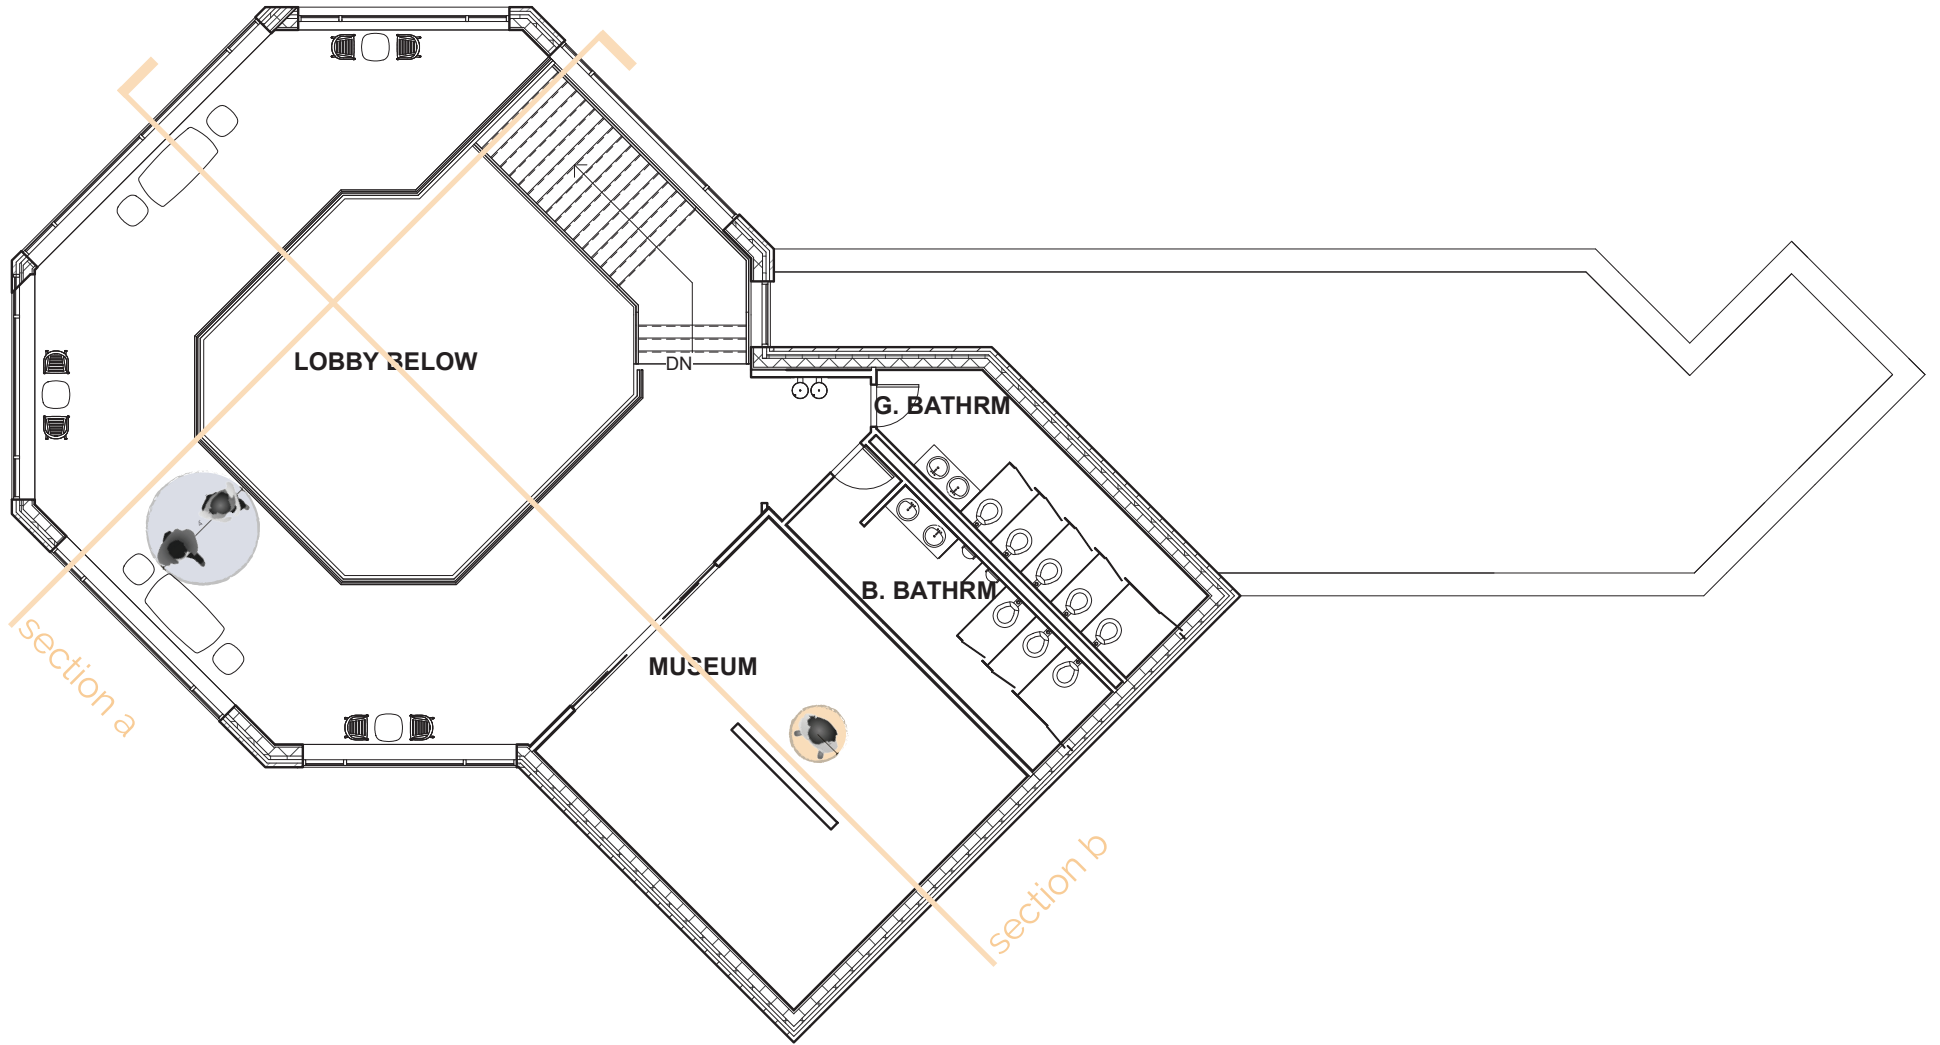 LOBBY BELOW
DN
G. BATHRM
B. BATHRM
MUSEUM
section a
section b